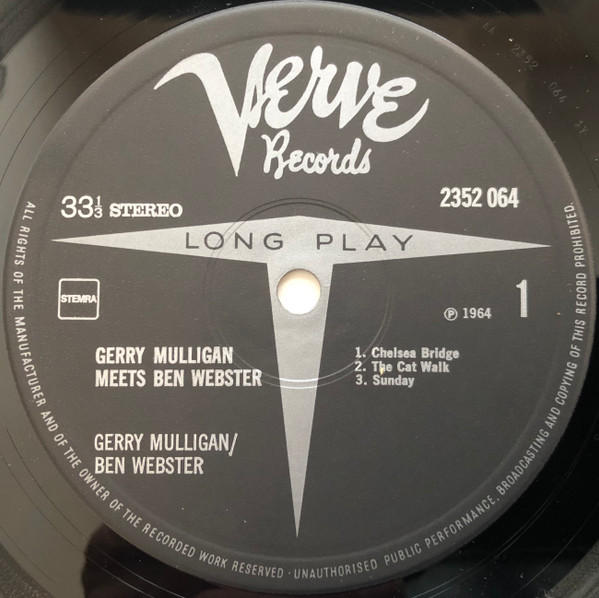 Verve
Records
33⅓ STEREO
2352 064
LONG PLAY
STEMRA
℗ 1964
1
GERRY MULLIGAN
MEETS BEN WEBSTER
1. Chelsea Bridge
2. The Cat Walk
3. Sunday
GERRY MULLIGAN/
BEN WEBSTER
ALL RIGHTS OF THE MANUFACTURER AND OF THE OWNER OF THE RECORDED WORK RESERVED · UNAUTHORISED PUBLIC PERFORMANCE, BROADCASTING AND COPYING OF THIS RECORD PROHIBITED.